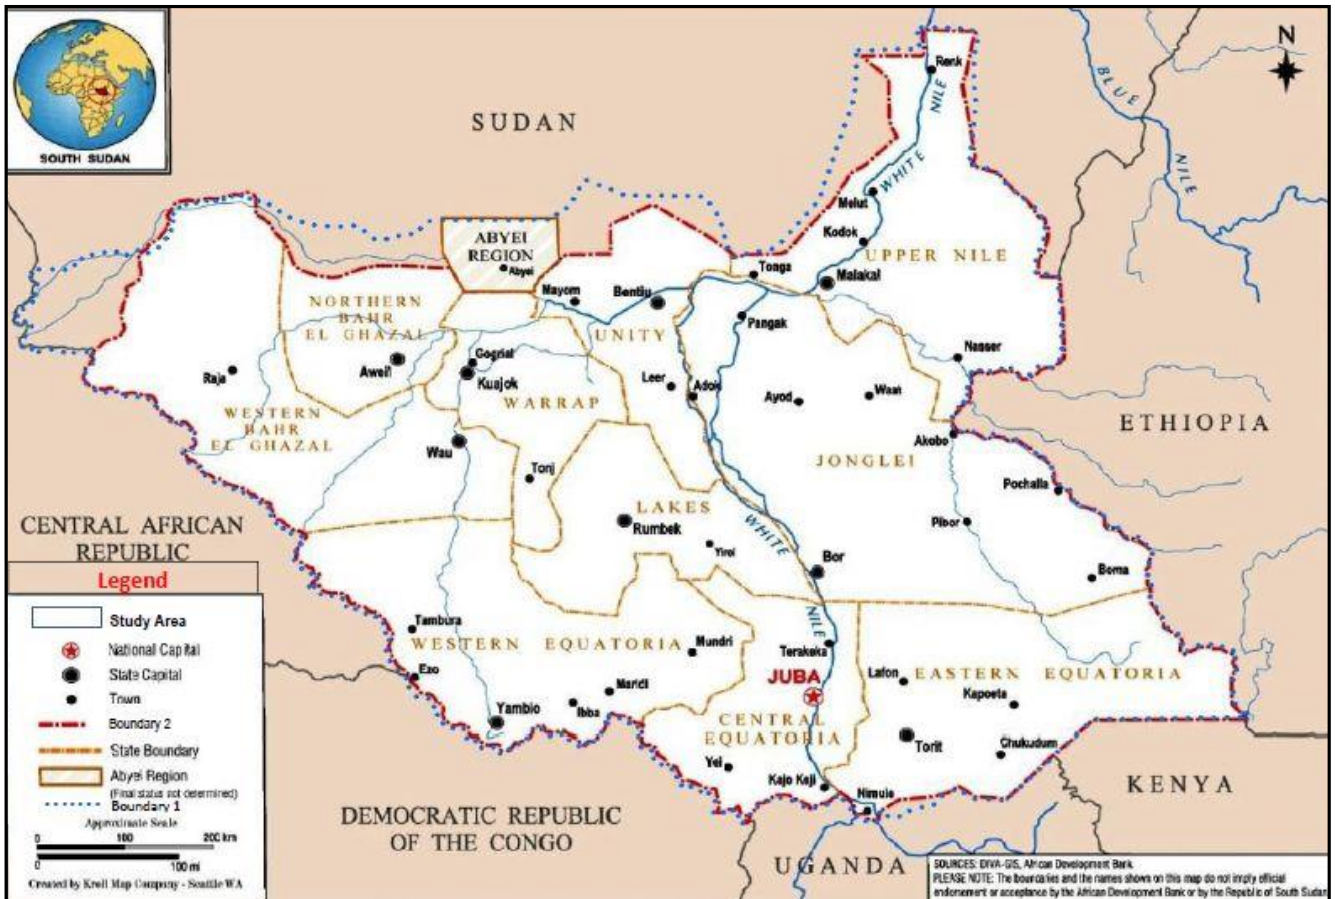 SOUTH SUDAN
N
SUDAN
BLUE
NILE
Renk
NILE
WHITE
Melut
Kodok
UPPER NILE
ABYEI
REGION
Abyei
Tonga
Malakal
Mayom
Bentiu
NORTHERN
BAHR
EL GHAZAL
UNITY
Pangak
Nasser
Gogrial
Kuajok
Aweil
Raja
Leer
Adok
Ayod
Waat
WARRAP
WESTERN
BAHR
EL GHAZAL
ETHIOPIA
Akobo
Wau
JONGLEI
Tonj
Pochalla
LAKES
Rumbek
WHITE
Pibor
Yirol
Bor
Boma
CENTRAL AFRICAN
REPUBLIC
Legend
Study Area
National Capital
State Capital
Town
Boundary 2
State Boundary
Abyei Region
(Final status not determined)
Boundary 1
Approximate Scale
0 100 200 km
0 100 mi
Created by Krell Map Company - Seattle WA
Tambura
WESTERN EQUATORIA
Mundri
NILE
Terakeka
Ezo
Maridi
Ibba
Yambio
JUBA
Lafon
EASTERN EQUATORIA
Kapoeta
CENTRAL
EQUATORIA
Torit
Chukudum
Yei
Kajo Keji
Nimule
KENYA
DEMOCRATIC REPUBLIC
OF THE CONGO
UGANDA
SOURCES: DIVA-GIS, African Development Bank
PLEASE NOTE: The boundaries and the names shown on this map do not imply official
endorsement or acceptance by the African Development Bank or by the Republic of South Sudan